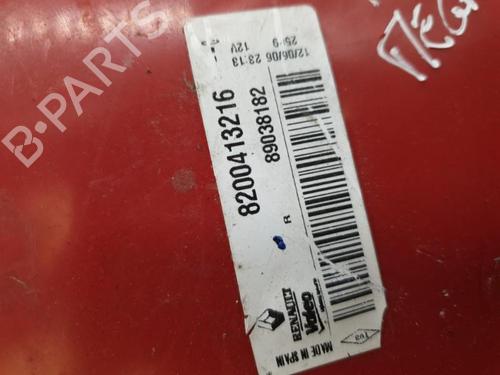 12/06/06 23:13
25-9 12V
8200413216
89038182
R
RENAULT
Valeo
MADE IN SPAIN
B-PARTS